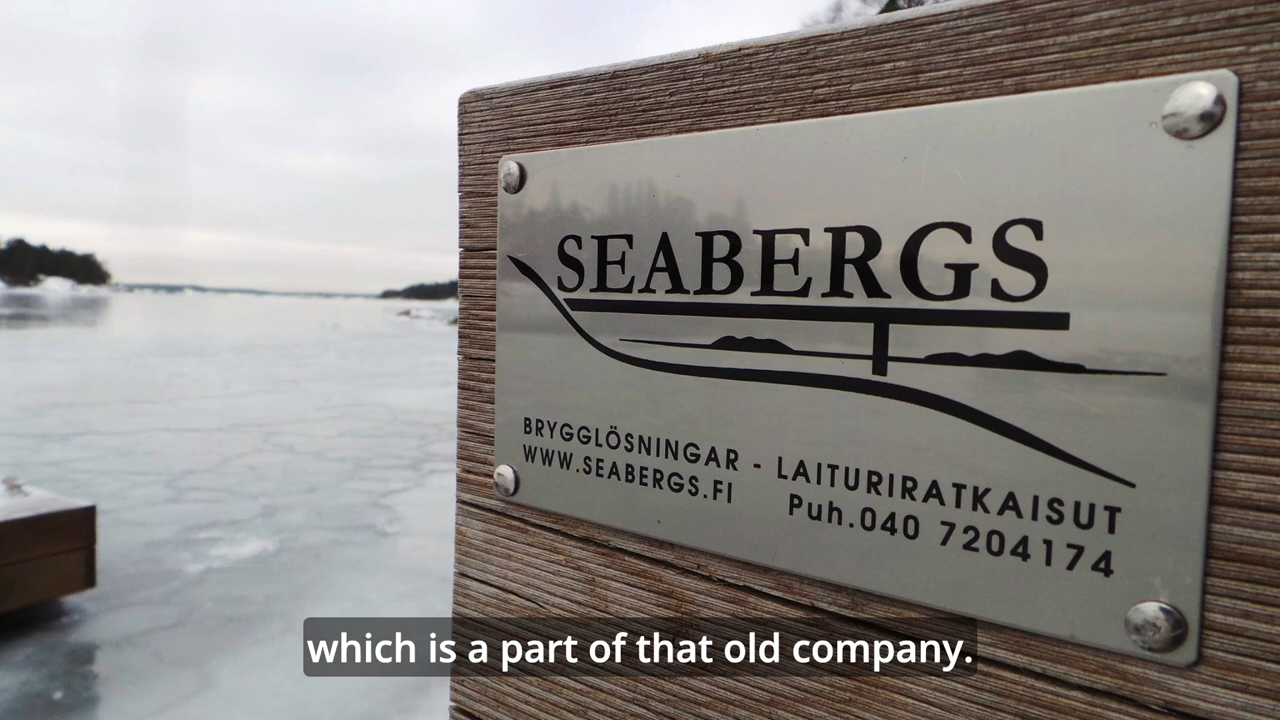 SEABERGS
BRYGGLÖSNINGAR - LAITURIRATKAISUT
WWW.SEABERGS.FI Puh.040 7204174
which is a part of that old company.